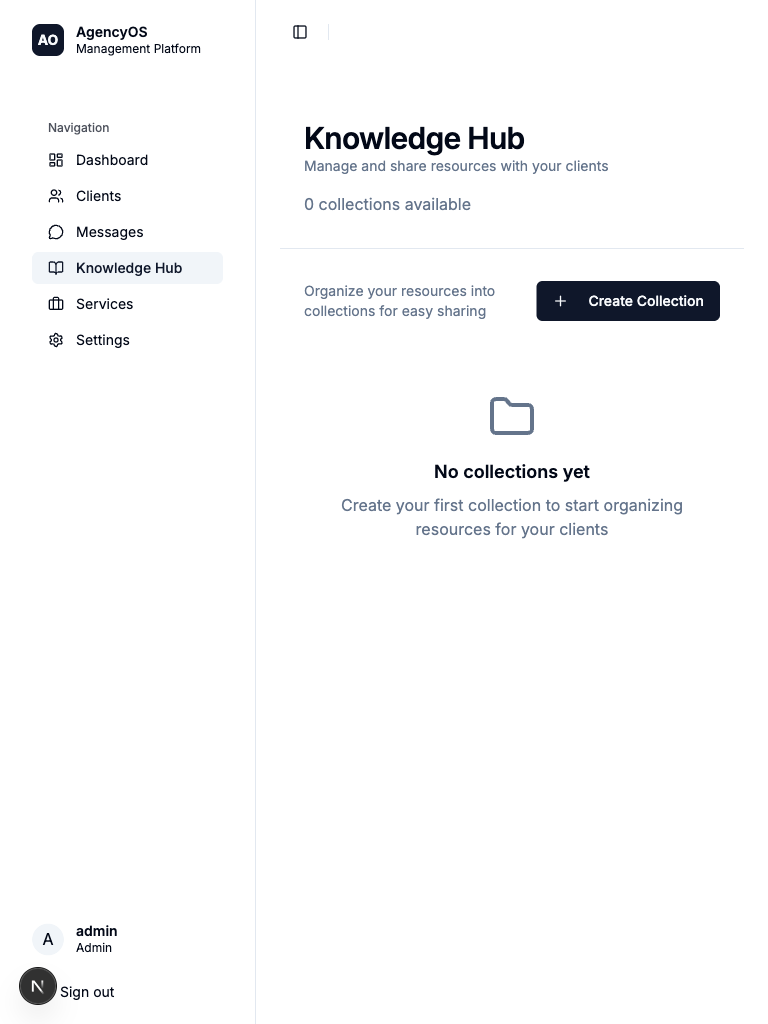 AO
AgencyOS
Management Platform
Navigation
Dashboard
Clients
Messages
Knowledge Hub
Services
Settings
A
admin
Admin
N
Sign out
Knowledge Hub
Manage and share resources with your clients
0 collections available
Organize your resources into
collections for easy sharing
Create Collection
No collections yet
Create your first collection to start organizing
resources for your clients